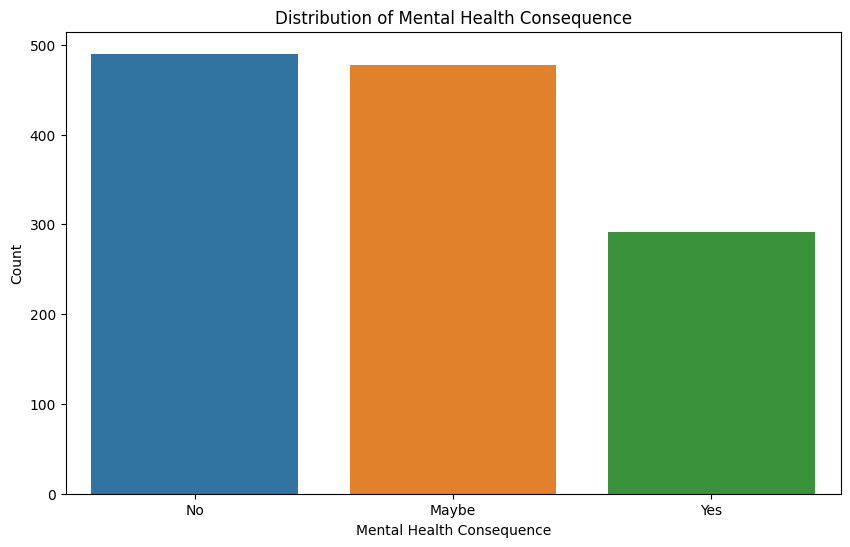 Distribution of Mental Health Consequence
500
400
300
200
100
0
Count
No Maybe Yes
Mental Health Consequence